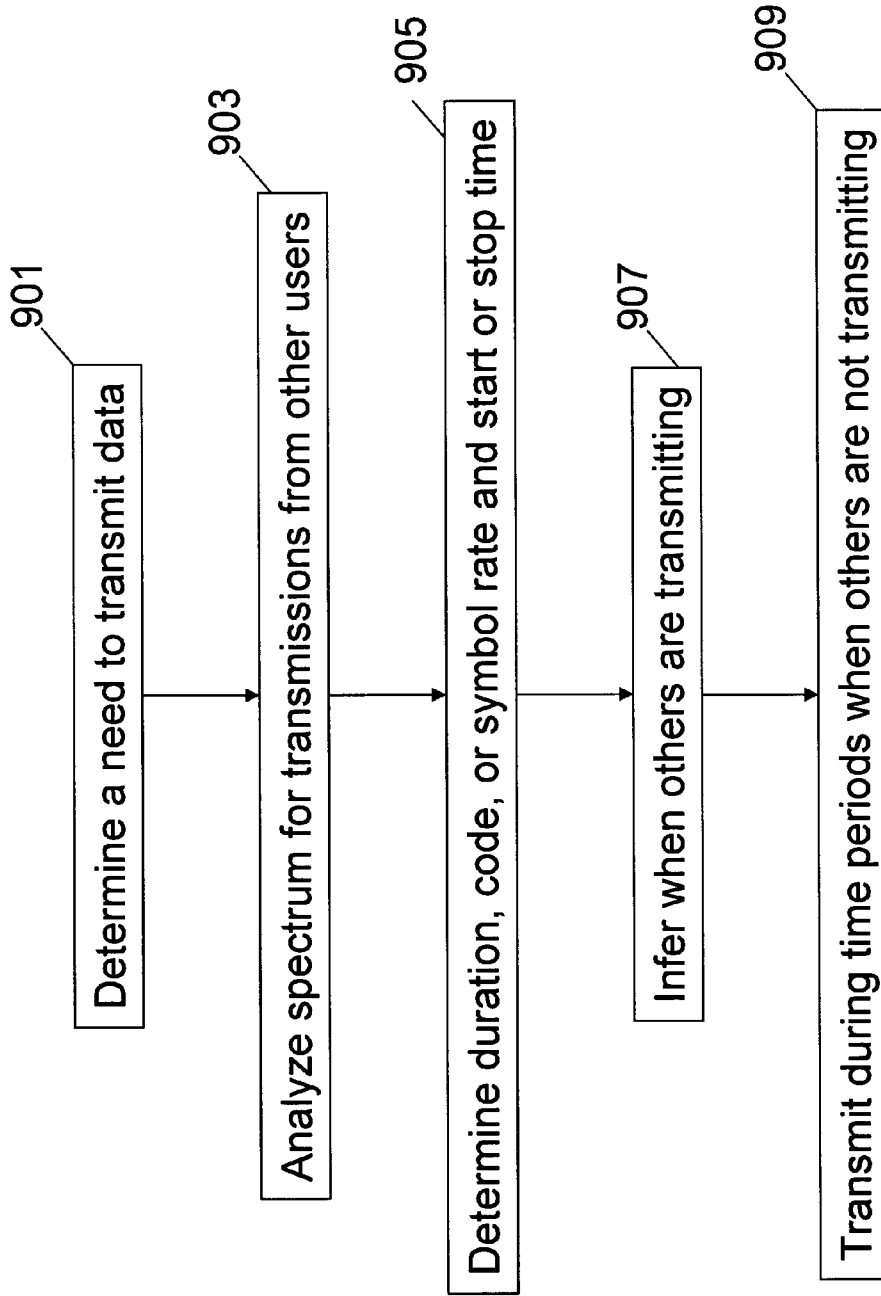 901
Determine a need to transmit data
903
Analyze spectrum for transmissions from other users
905
Determine duration, code, or symbol rate and start or stop time
907
Infer when others are transmitting
909
Transmit during time periods when others are not transmitting